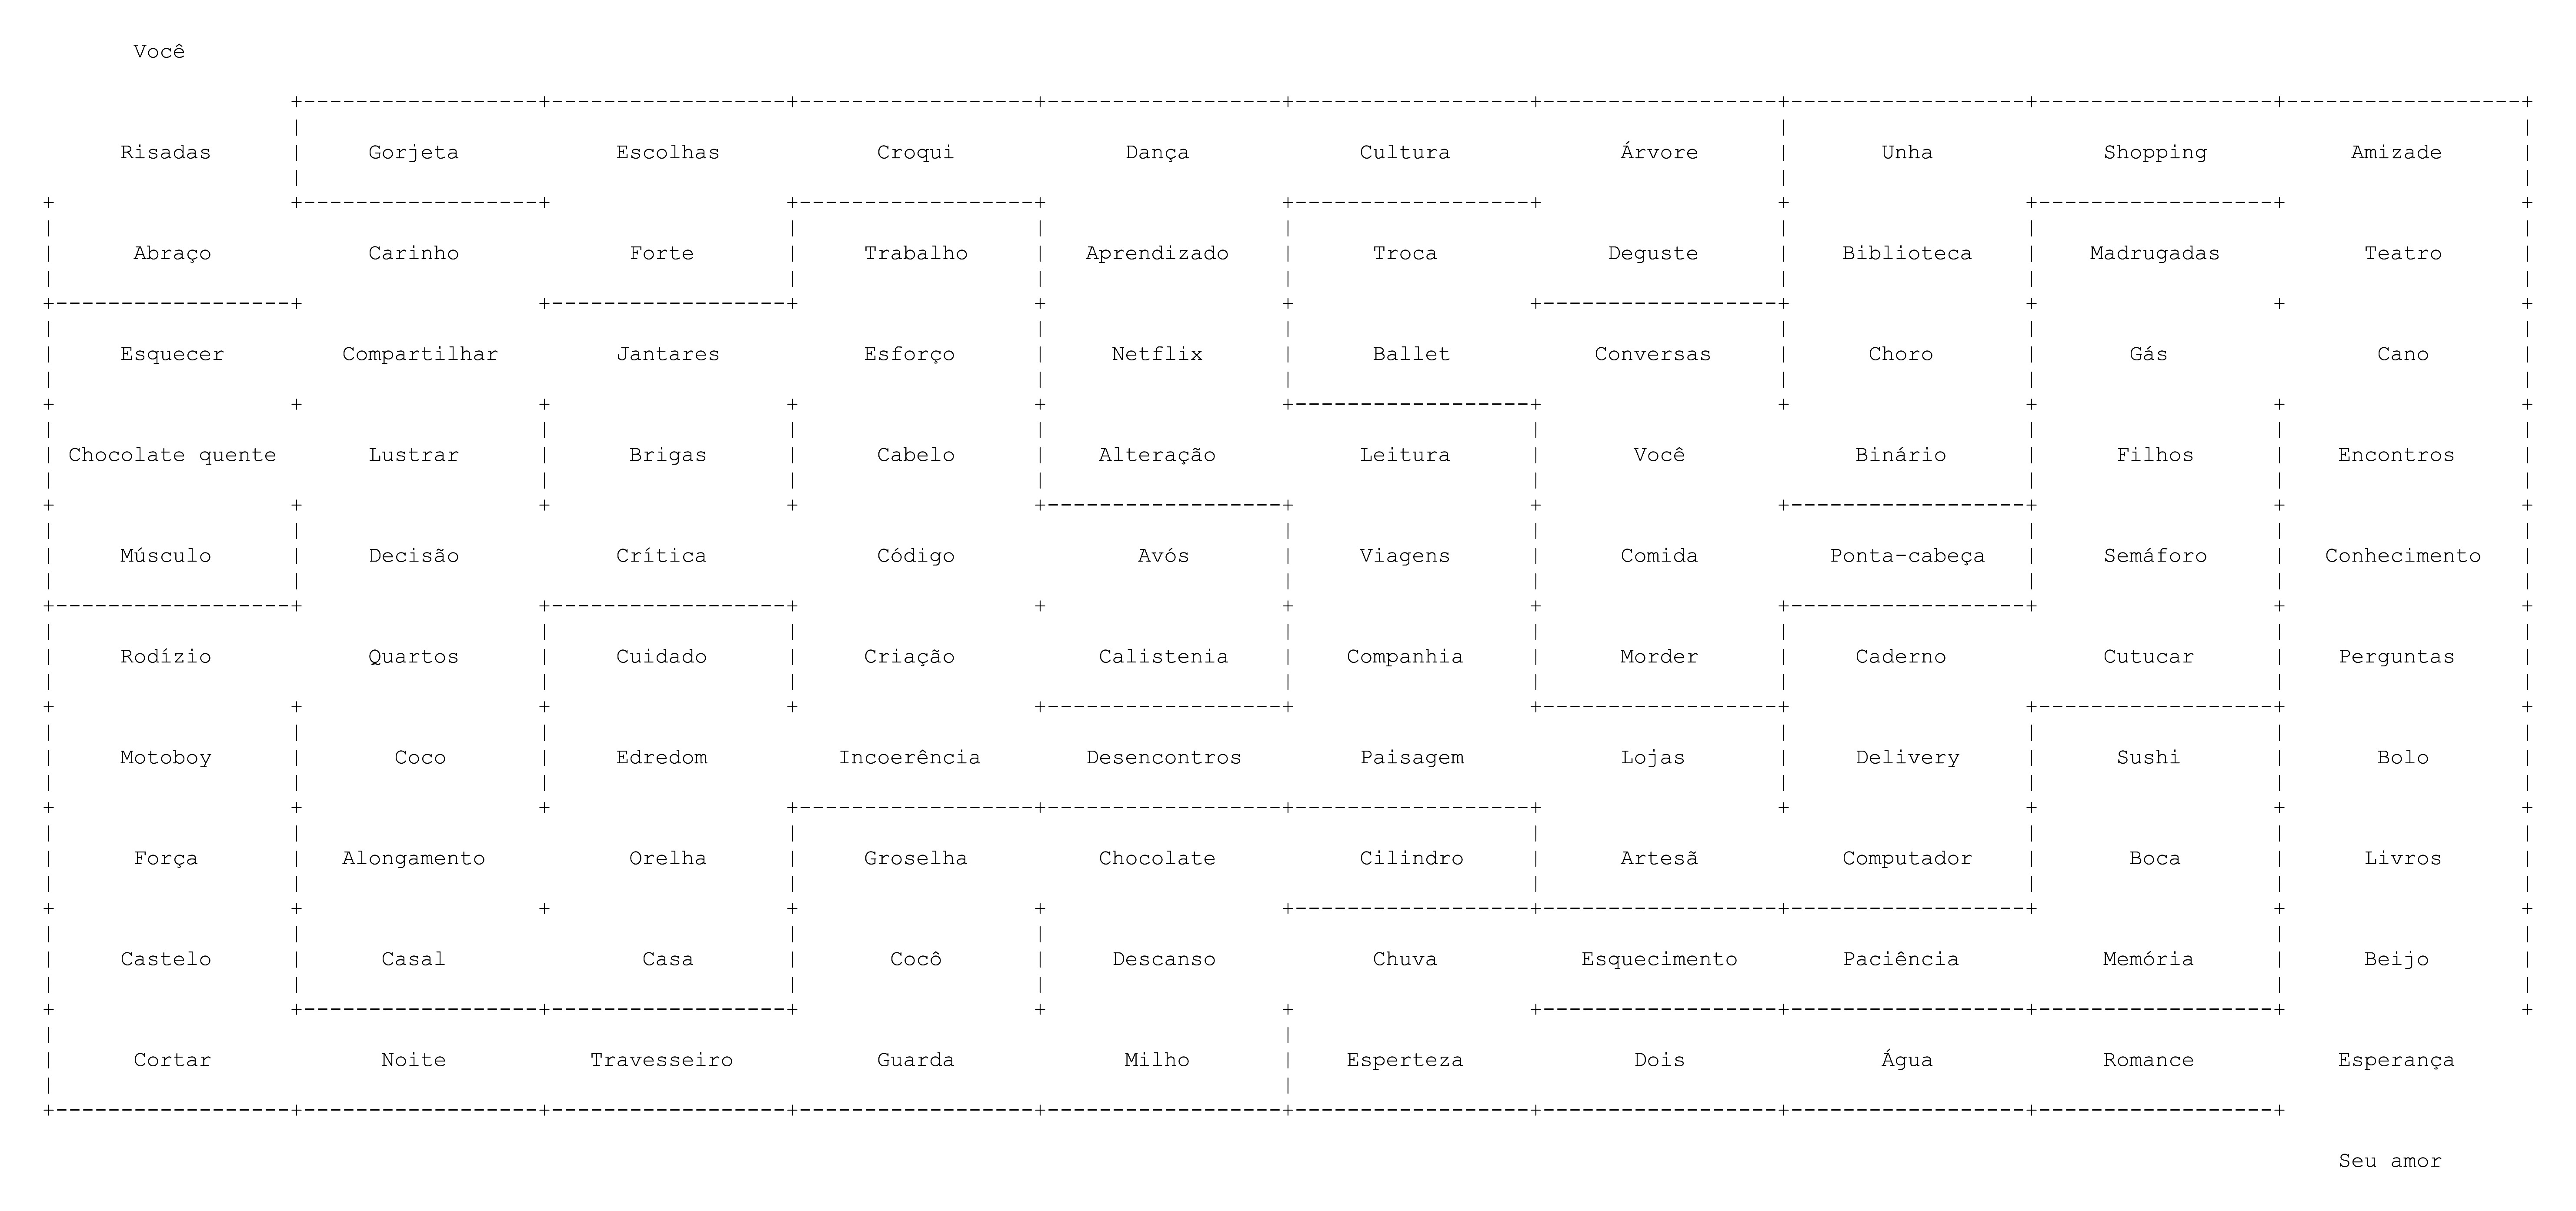 Você
Risadas Gorjeta Escolhas Croqui Dança Cultura Árvore Unha Shopping Amizade
Abraço Carinho Forte Trabalho Aprendizado Troca Deguste Biblioteca Madrugadas Teatro
Esquecer Compartilhar Jantares Esforço Netflix Ballet Conversas Choro Gás Cano
Chocolate quente Lustrar Brigas Cabelo Alteração Leitura Você Binário Filhos Encontros
Músculo Decisão Crítica Código Avós Viagens Comida Ponta-cabeça Semáforo Conhecimento
Rodízio Quartos Cuidado Criação Calistenia Companhia Morder Caderno Cutucar Perguntas
Motoboy Coco Edredom Incoerência Desencontros Paisagem Lojas Delivery Sushi Bolo
Força Alongamento Orelha Groselha Chocolate Cilindro Artesã Computador Boca Livros
Castelo Casal Casa Cocô Descanso Chuva Esquecimento Paciência Memória Beijo
Cortar Noite Travesseiro Guarda Milho Esperteza Dois Água Romance Esperança
Seu amor